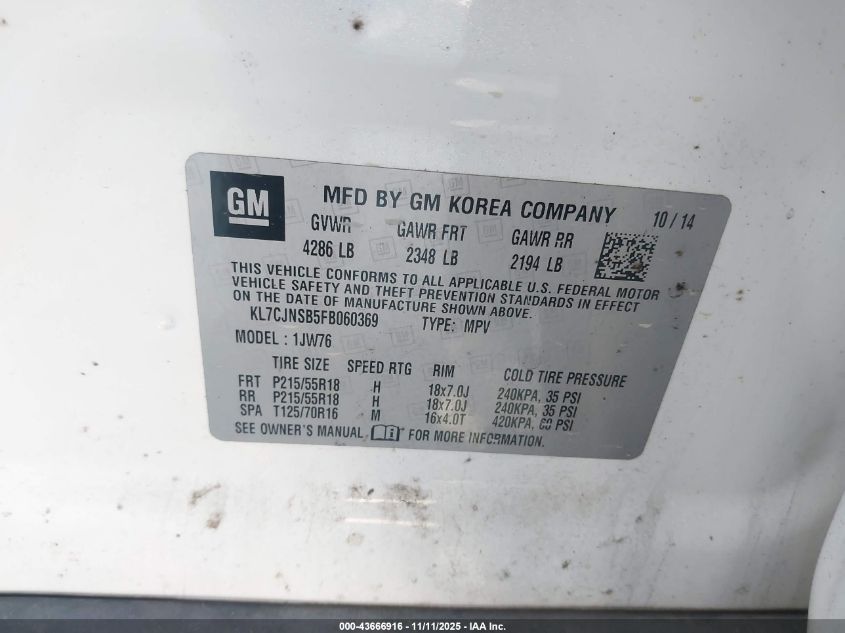 GM
MFD BY GM KOREA COMPANY 10 / 14
GVWR GAWR FRT GAWR RR
4286 LB 2348 LB 2194 LB
THIS VEHICLE CONFORMS TO ALL APPLICABLE U.S. FEDERAL MOTOR
VEHICLE SAFETY AND THEFT PREVENTION STANDARDS IN EFFECT
ON THE DATE OF MANUFACTURE SHOWN ABOVE.
KL7CJNSB5FB060369 TYPE: MPV
MODEL : 1JW76
TIRE SIZE SPEED RTG RIM COLD TIRE PRESSURE
FRT P215/55R18 H 18x7.0J 240KPA, 35 PSI
RR P215/55R18 H 18x7.0J 240KPA, 35 PSI
SPA T125/70R16 M 16x4.0T 420KPA, 60 PSI
SEE OWNER'S MANUAL FOR MORE INFORMATION.
000-43666916 - 11/11/2025 - IAA Inc.